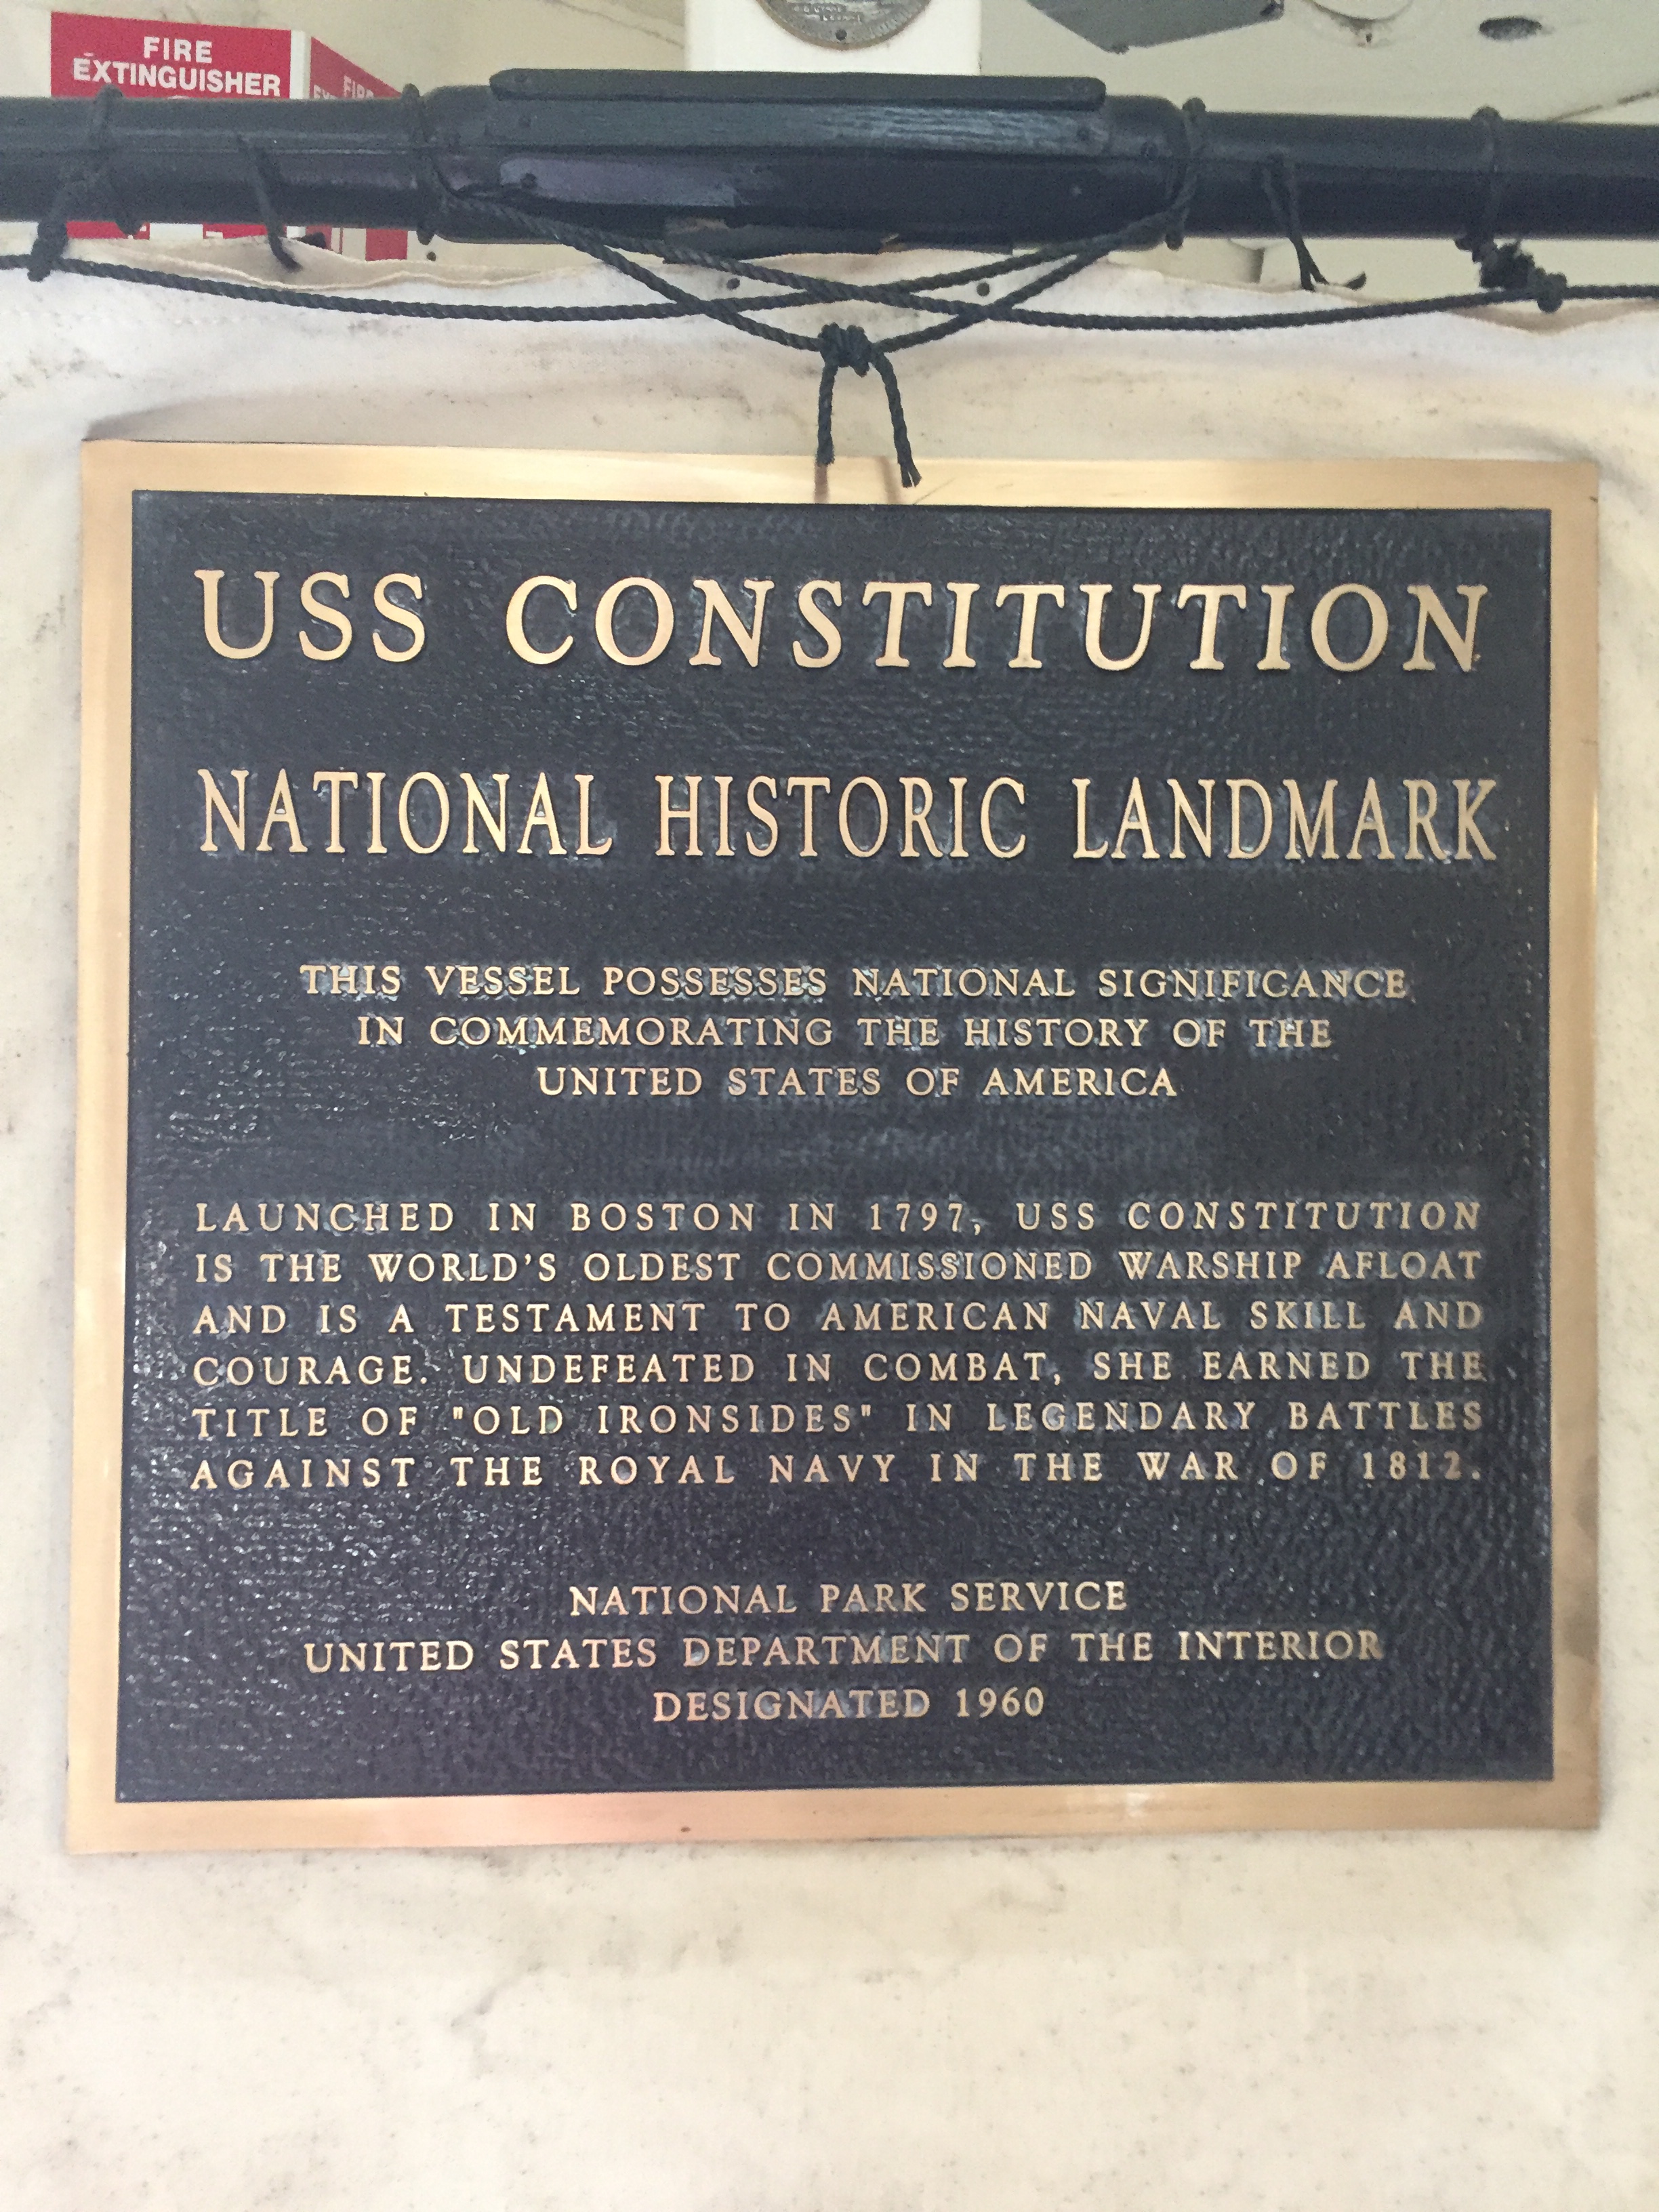 FIRE
EXTINGUISHER
FIRE
USS CONSTITUTION
NATIONAL HISTORIC LANDMARK
THIS VESSEL POSSESSES NATIONAL SIGNIFICANCE
IN COMMEMORATING THE HISTORY OF THE
UNITED STATES OF AMERICA
LAUNCHED IN BOSTON IN 1797, USS CONSTITUTION
IS THE WORLD'S OLDEST COMMISSIONED WARSHIP AFLOAT
AND IS A TESTAMENT TO AMERICAN NAVAL SKILL AND
COURAGE. UNDEFEATED IN COMBAT, SHE EARNED THE
TITLE OF "OLD IRONSIDES" IN LEGENDARY BATTLES
AGAINST THE ROYAL NAVY IN THE WAR OF 1812.
NATIONAL PARK SERVICE
UNITED STATES DEPARTMENT OF THE INTERIOR
DESIGNATED 1960